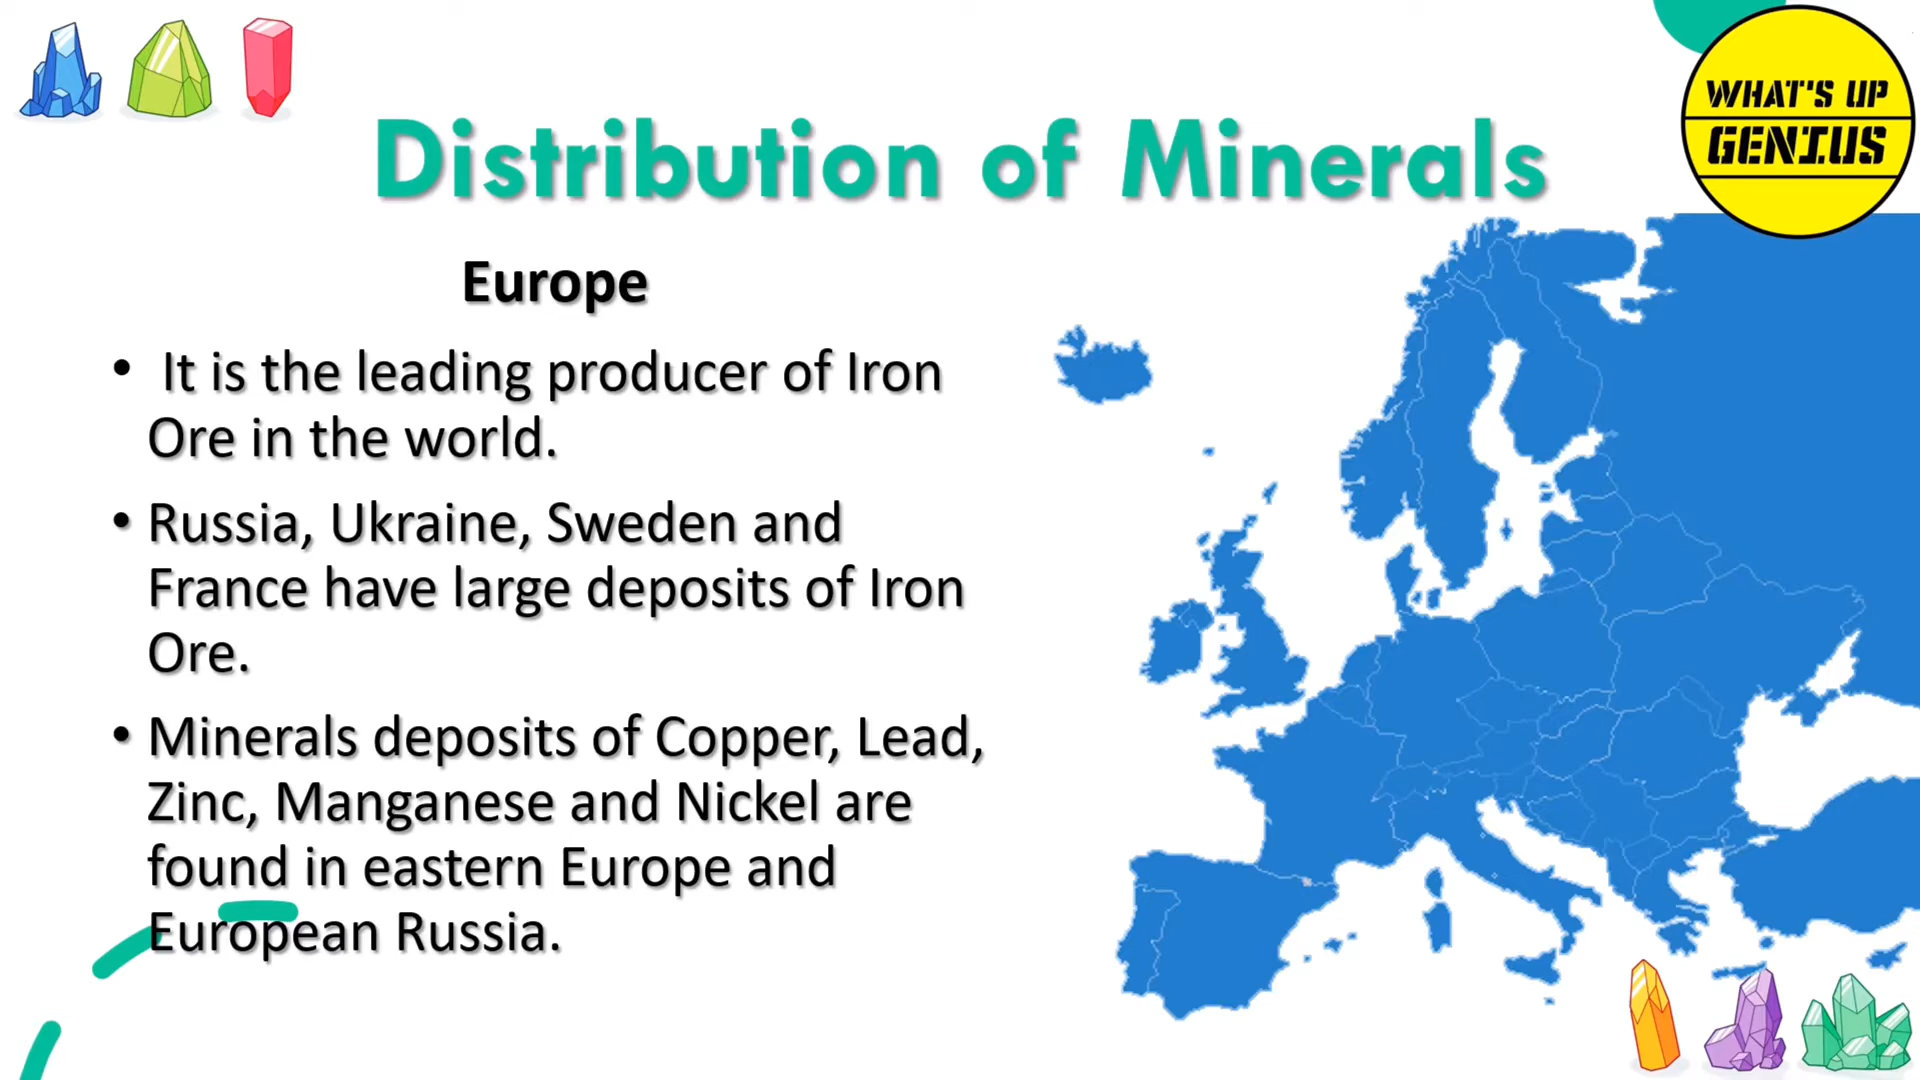 WHAT'S UP
GENIUS
Distribution of Minerals
Europe
• It is the leading producer of Iron
Ore in the world.
• Russia, Ukraine, Sweden and
France have large deposits of Iron
Ore.
• Minerals deposits of Copper, Lead,
Zinc, Manganese and Nickel are
found in eastern Europe and
European Russia.